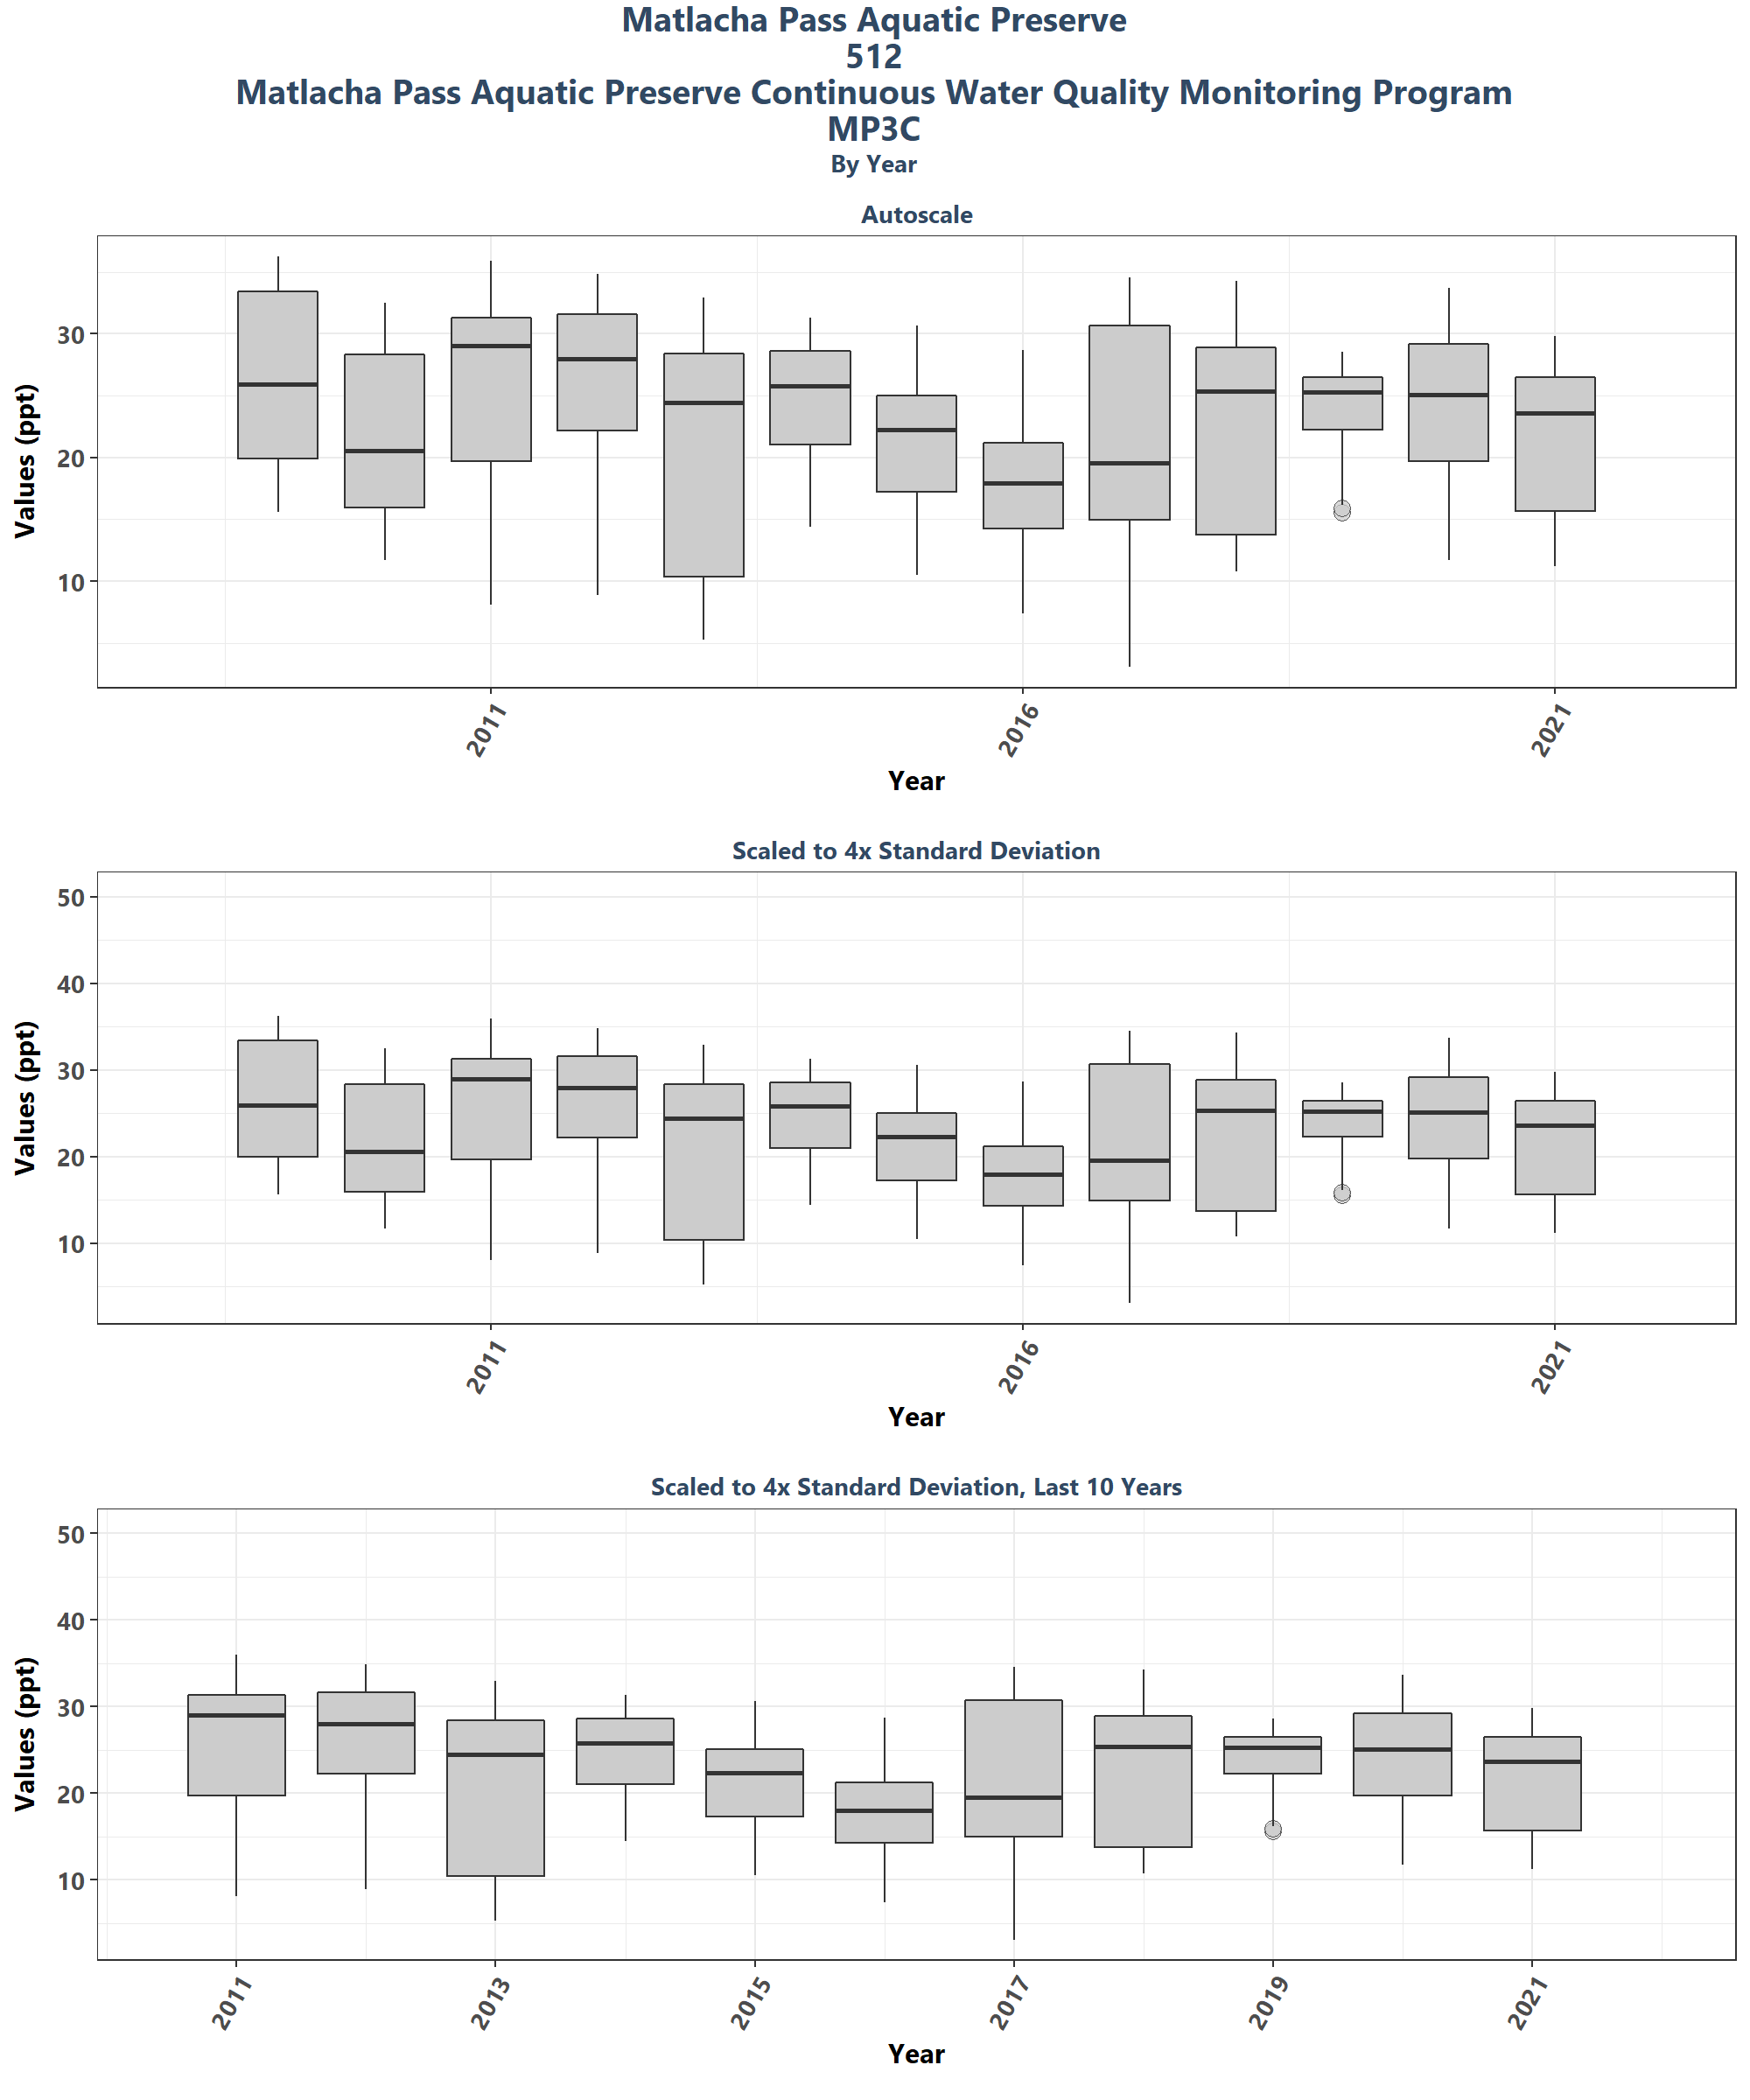 Matlacha Pass Aquatic Preserve
512
Matlacha Pass Aquatic Preserve Continuous Water Quality Monitoring Program
MP3C
By Year
Autoscale
Values (ppt)
30
20
10
2011
2016
2021
Year
Scaled to 4x Standard Deviation
Values (ppt)
50
40
30
20
10
2011
2016
2021
Year
Scaled to 4x Standard Deviation, Last 10 Years
Values (ppt)
50
40
30
20
10
2011
2013
2015
2017
2019
2021
Year